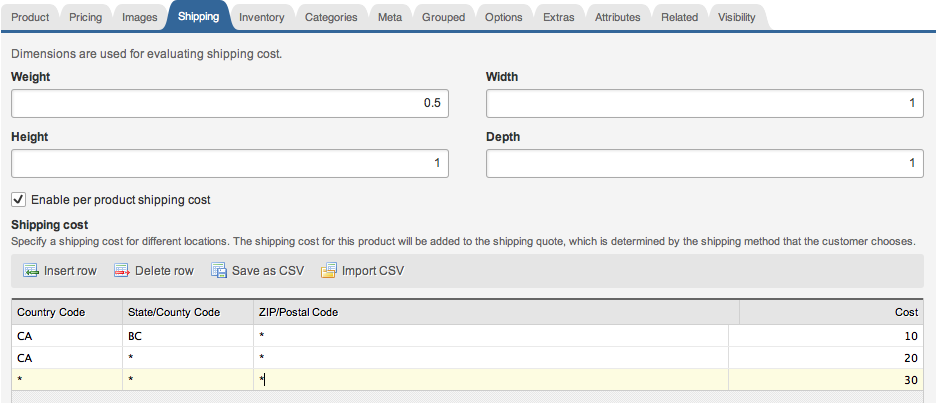 Product Pricing Images Shipping Inventory Categories Meta Grouped Options Extras Attributes Related Visibility
Dimensions are used for evaluating shipping cost.
Weight Width
0.5 1
Height Depth
1 1
Enable per product shipping cost
Shipping cost
Specify a shipping cost for different locations. The shipping cost for this product will be added to the shipping quote, which is determined by the shipping method that the customer chooses.
Insert row Delete row Save as CSV Import CSV
Country Code State/County Code ZIP/Postal Code Cost
CA BC * 10
CA * * 20
* * * 30